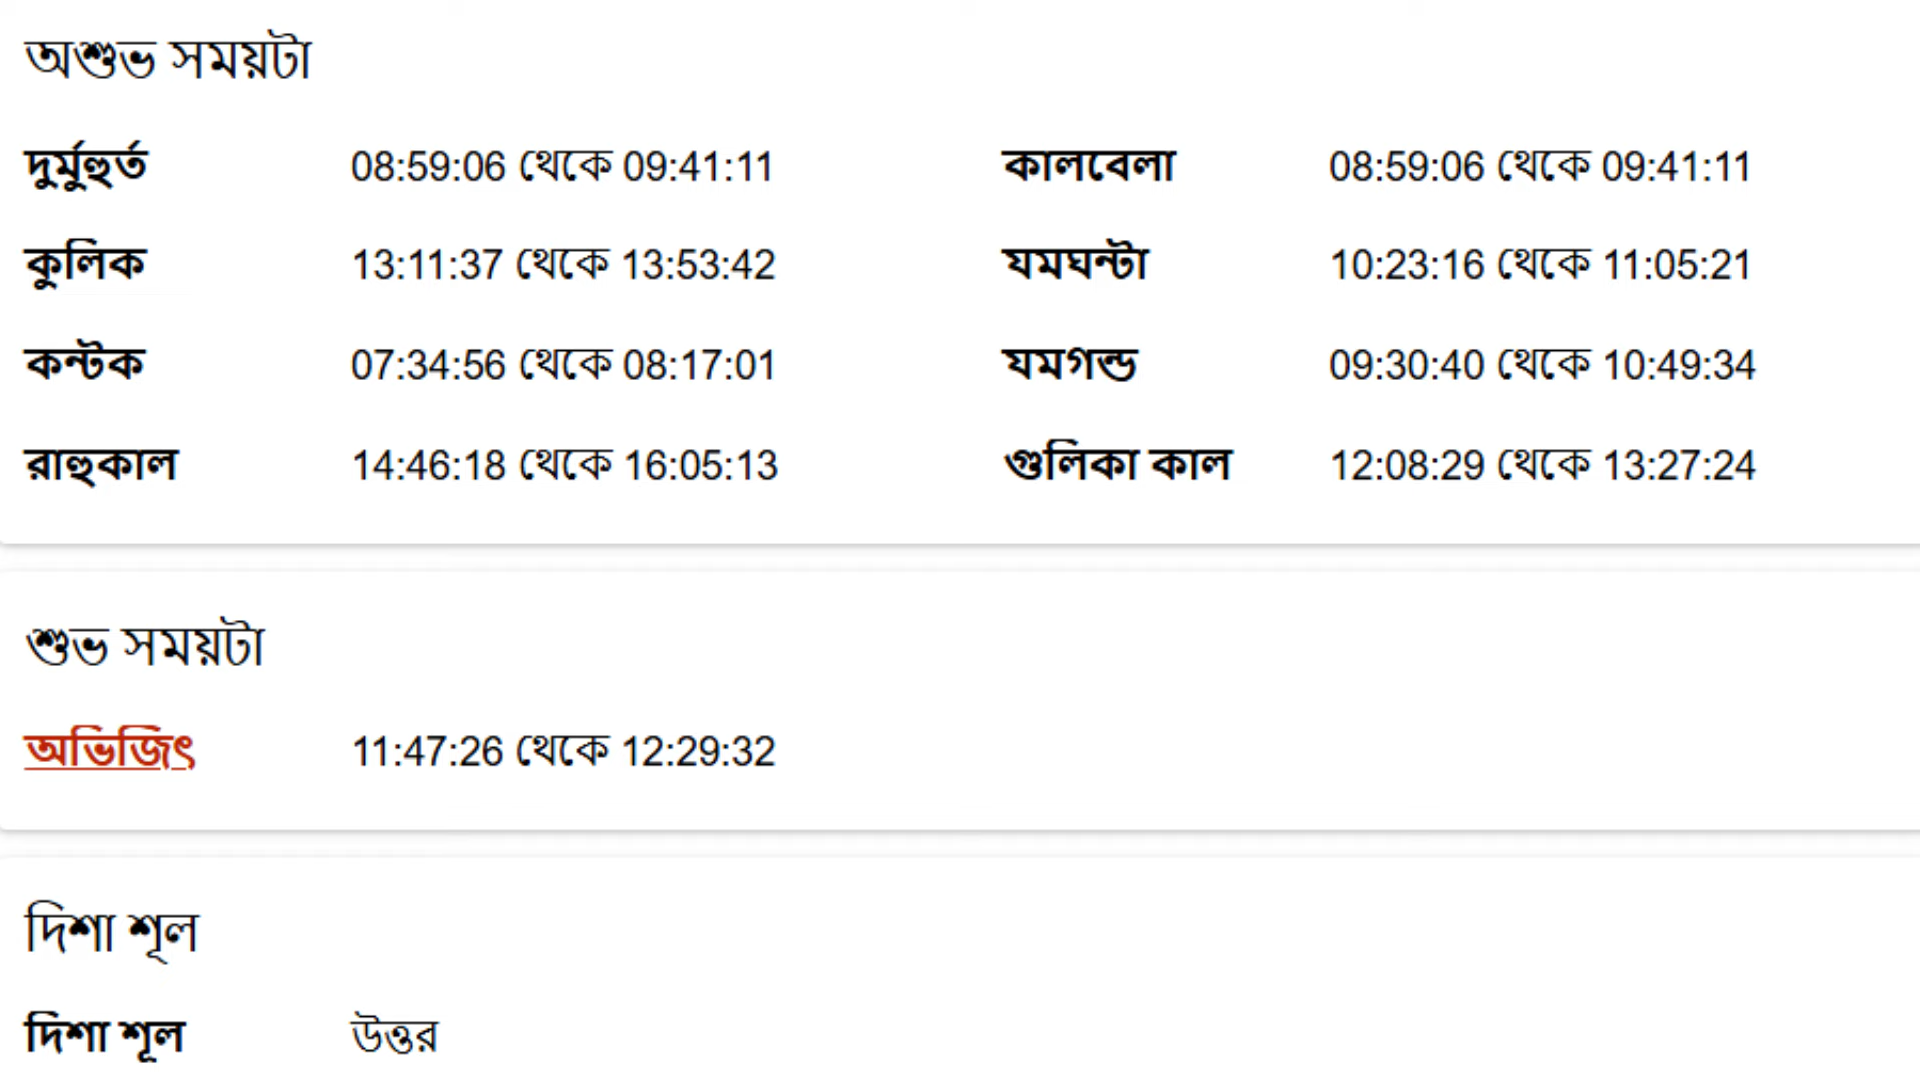 অশুভ সময়টা
দুর্মুহুর্ত 08:59:06 থেকে 09:41:11 কালবেলা 08:59:06 থেকে 09:41:11
কুলিক 13:11:37 থেকে 13:53:42 যমঘন্টা 10:23:16 থেকে 11:05:21
কন্টক 07:34:56 থেকে 08:17:01 যমগন্ড 09:30:40 থেকে 10:49:34
রাহুকাল 14:46:18 থেকে 16:05:13 গুলিকা কাল 12:08:29 থেকে 13:27:24
শুভ সময়টা
অভিজিৎ 11:47:26 থেকে 12:29:32
দিশা শূল
দিশা শূল উত্তর